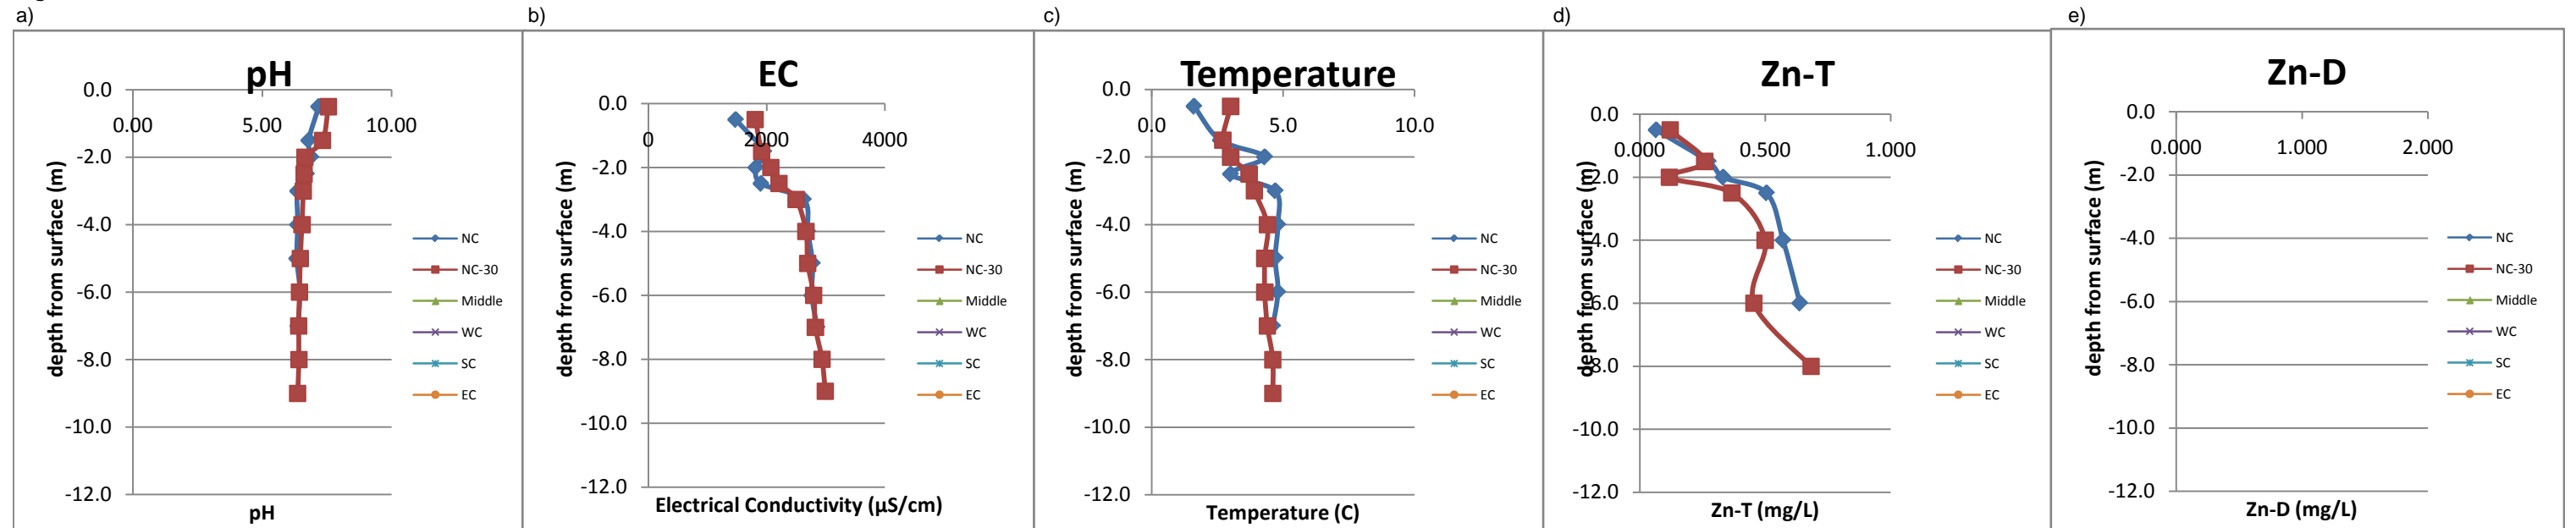 a)
pH
0.0
0.00 5.00 10.00
-2.0
-4.0
-6.0
-8.0
-10.0
-12.0
depth from surface (m)
pH
NC
NC-30
Middle
WC
SC
EC
b)
EC
0.0
0 2000 4000
-2.0
-4.0
-6.0
-8.0
-10.0
-12.0
depth from surface (m)
Electrical Conductivity (µS/cm)
NC
NC-30
Middle
WC
SC
EC
c)
Temperature
0.0
0.0 5.0 10.0
-2.0
-4.0
-6.0
-8.0
-10.0
-12.0
depth from surface (m)
Temperature (C)
NC
NC-30
Middle
WC
SC
EC
d)
Zn-T
0.0
0.000 0.500 1.000
-2.0
-4.0
-6.0
-8.0
-10.0
-12.0
depth from surface (m)
Zn-T (mg/L)
NC
NC-30
Middle
WC
SC
EC
e)
Zn-D
0.0
0.000 1.000 2.000
-2.0
-4.0
-6.0
-8.0
-10.0
-12.0
depth from surface (m)
Zn-D (mg/L)
NC
NC-30
Middle
WC
SC
EC